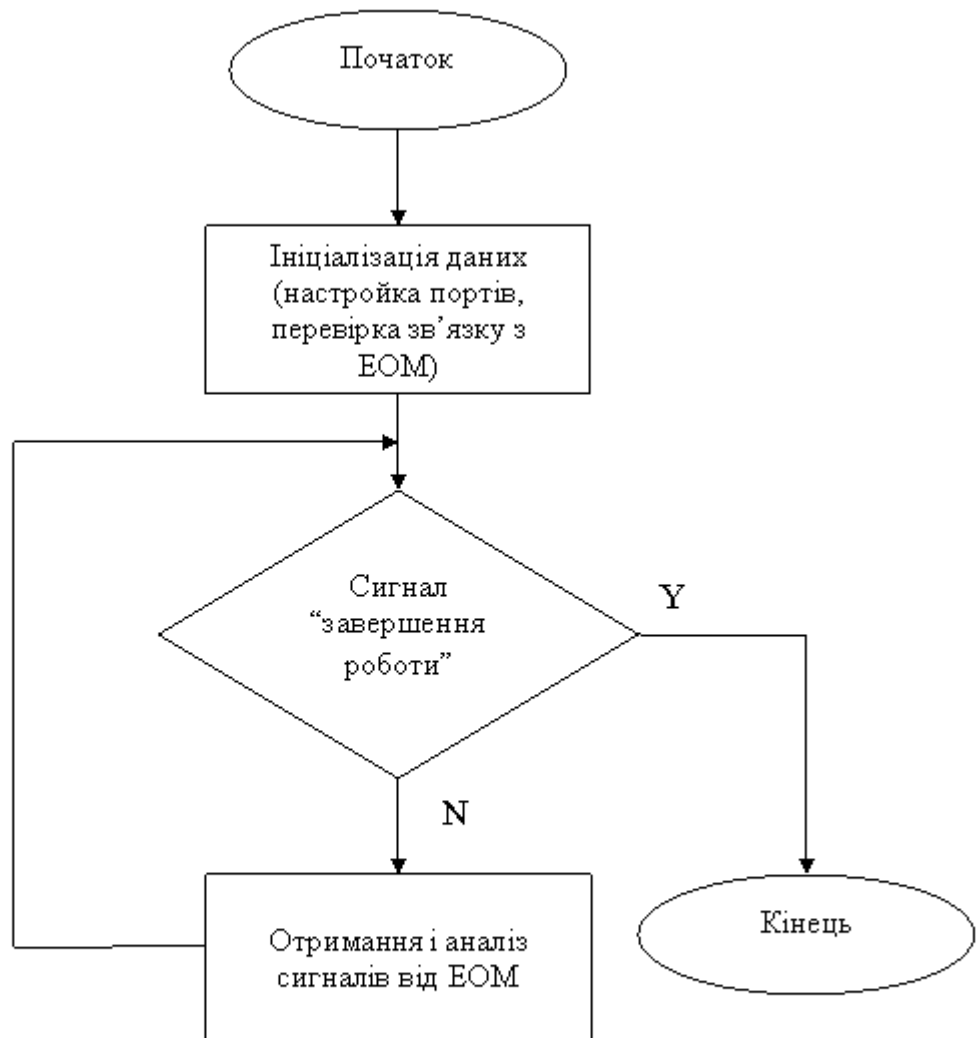 Початок
Ініціалізація даних
(настройка портів,
перевірка зв’язку з
ЕОМ)
Сигнал
“завершення
роботи”
Y
N
Отримання і аналіз
сигналів від ЕОМ
Кінець